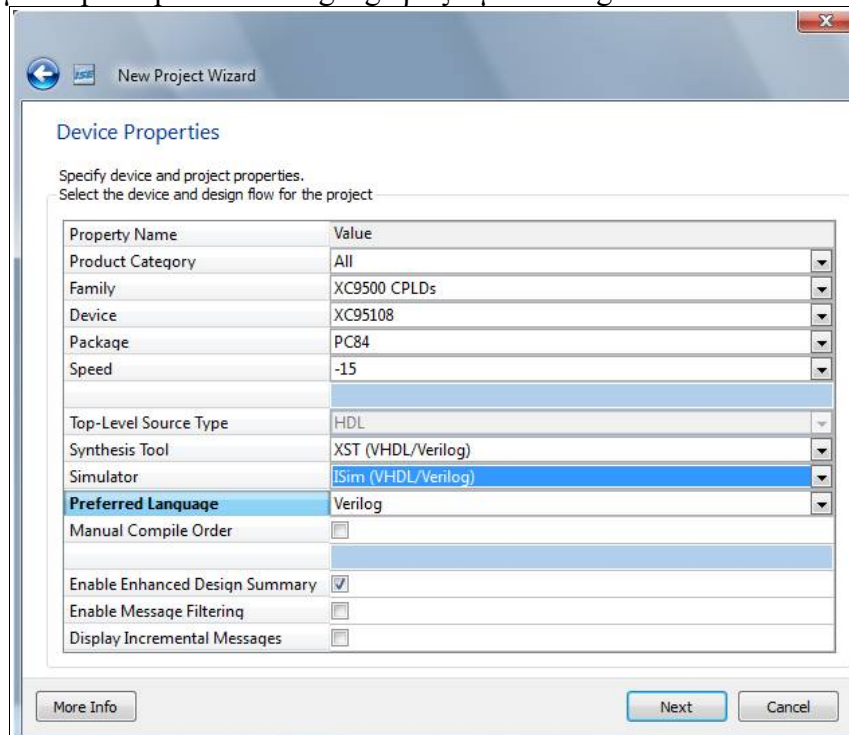 New Project Wizard
Device Properties
Specify device and project properties.
Select the device and design flow for the project
Property Name Value
Product Category All
Family XC9500 CPLDs
Device XC95108
Package PC84
Speed -15
Top-Level Source Type HDL
Synthesis Tool XST (VHDL/Verilog)
Simulator ISim (VHDL/Verilog)
Preferred Language Verilog
Manual Compile Order
Enable Enhanced Design Summary
Enable Message Filtering
Display Incremental Messages
More Info Next Cancel